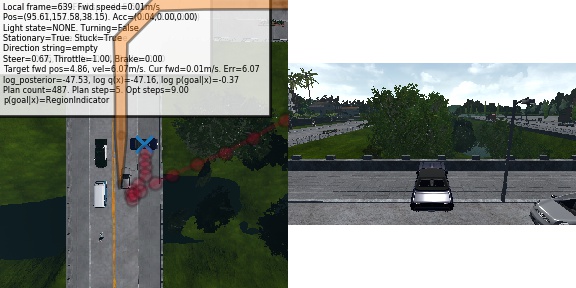 Local frame=639. Fwd speed=0.01m/s
Pos=(95.61,157.58,38.15). Acc=(0.04,0.00,0.00)
Light state=NONE. Turning=False
Stationary=True. Stuck=True
Direction string=empty
Steer=0.67, Throttle=1.00, Brake=0.00
Target fwd pos=4.86, vel=6.07m/s. Cur fwd=0.01m/s. Err=6.07
log_posterior=-47.53, log q(x)=-47.16, log p(goal|x)=-0.37
Plan count=487. Plan step=5. Opt steps=9.00
p(goal|x)=RegionIndicator